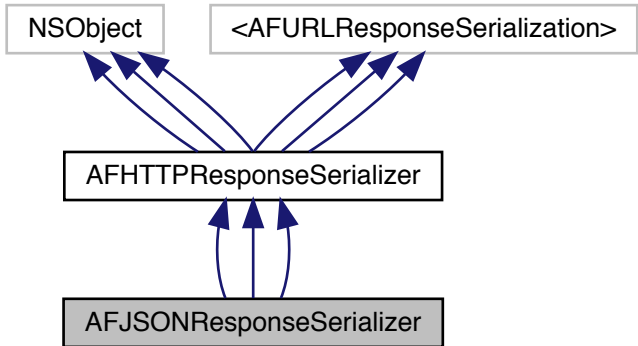 NSObject
<AFURLResponseSerialization>
AFHTTPResponseSerializer
AFJSONResponseSerializer